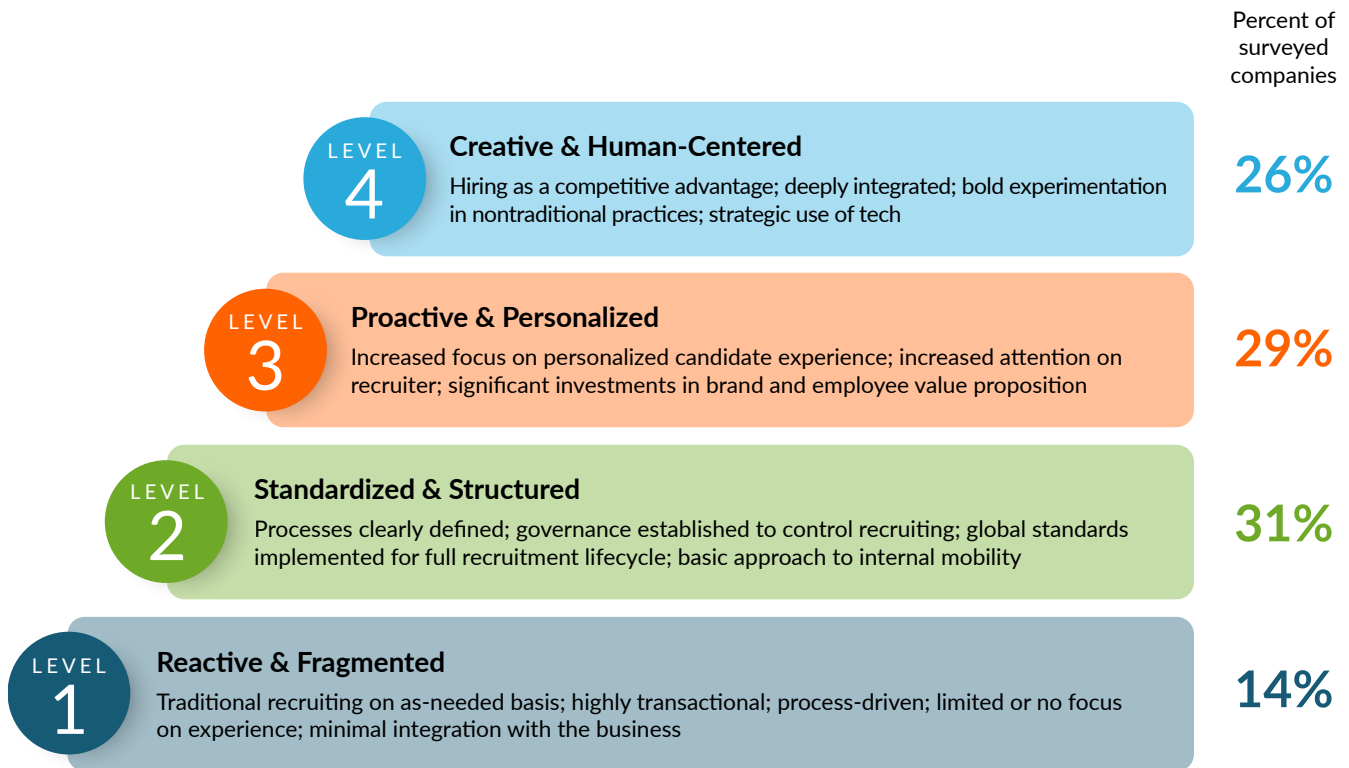 Percent of
surveyed
companies
LEVEL
4
Creative & Human-Centered
Hiring as a competitive advantage; deeply integrated; bold experimentation
in nontraditional practices; strategic use of tech
26%
LEVEL
3
Proactive & Personalized
Increased focus on personalized candidate experience; increased attention on
recruiter; significant investments in brand and employee value proposition
29%
LEVEL
2
Standardized & Structured
Processes clearly defined; governance established to control recruiting; global standards
implemented for full recruitment lifecycle; basic approach to internal mobility
31%
LEVEL
1
Reactive & Fragmented
Traditional recruiting on as-needed basis; highly transactional; process-driven; limited or no focus
on experience; minimal integration with the business
14%